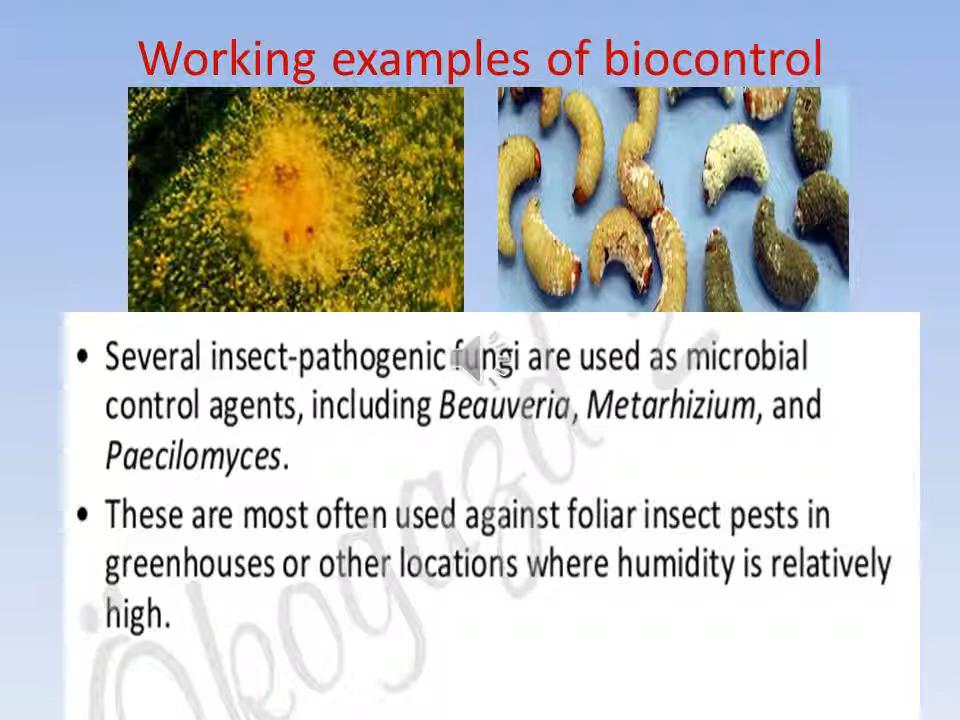 Working examples of biocontrol
• Several insect-pathogenic fungi are used as microbial
control agents, including Beauveria, Metarhizium, and
Paecilomyces.
• These are most often used against foliar insect pests in
greenhouses or other locations where humidity is relatively
high.
Ökogazd